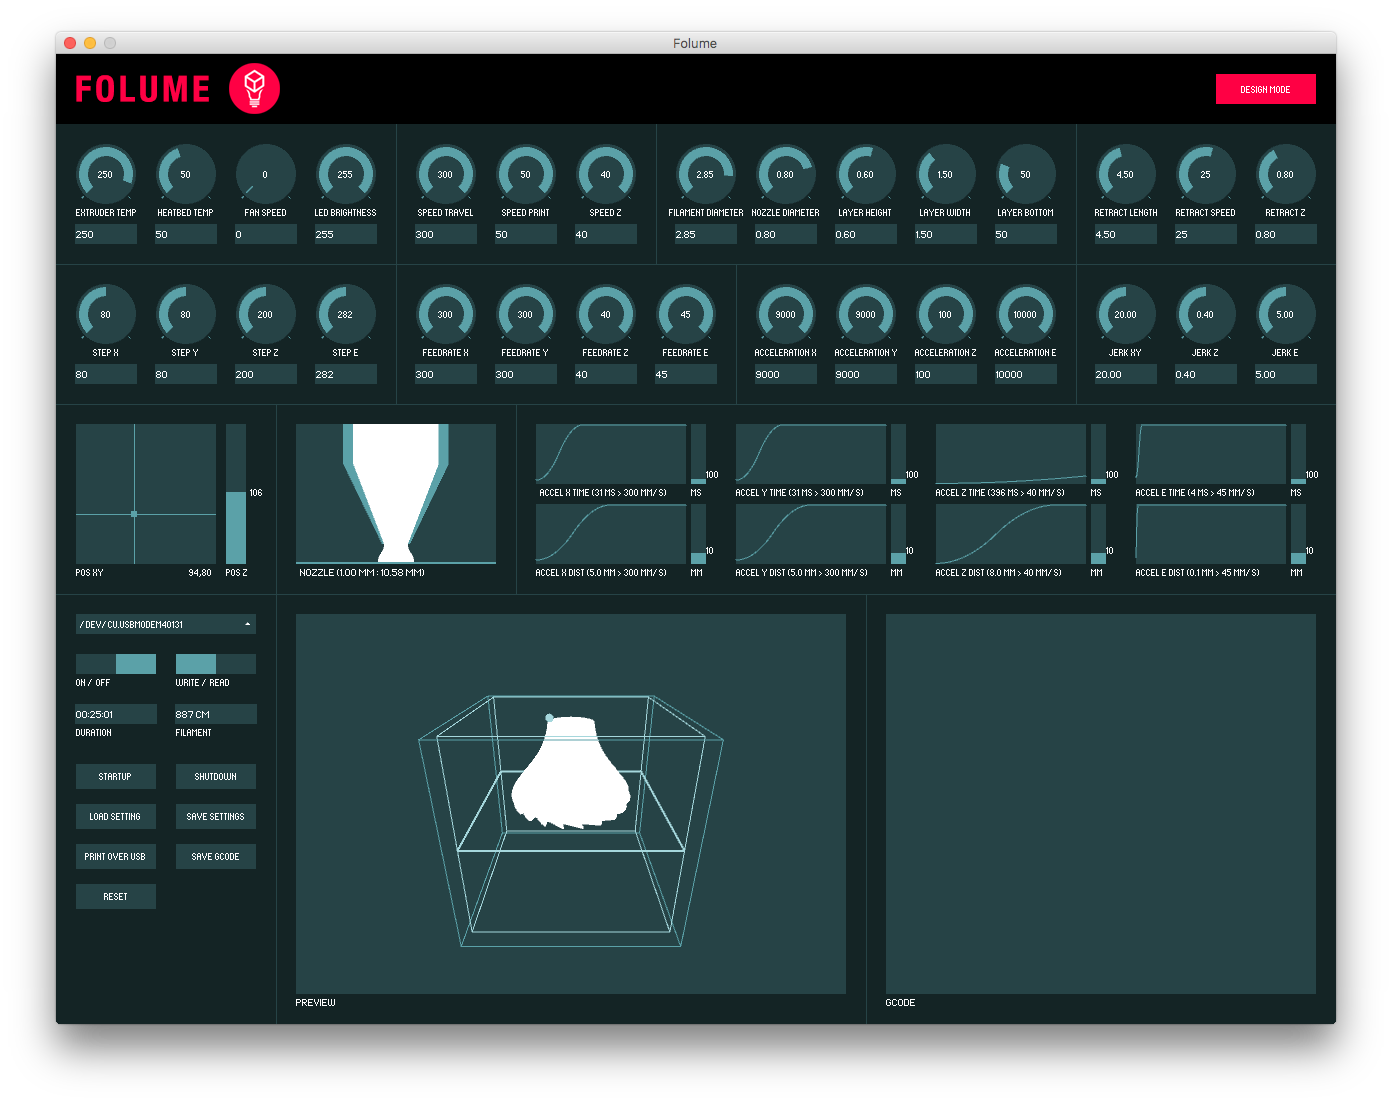 Folume
FOLUME
DESIGN MODE
250 50 0 255 300 50 40 2.85 0.80 0.60 1.50 50 4.50 25 0.80
EXTRUDER TEMP HEATBED TEMP FAN SPEED LED BRIGHTNESS SPEED TRAVEL SPEED PRINT SPEED Z FILAMENT DIAMETER NOZZLE DIAMETER LAYER HEIGHT LAYER WIDTH LAYER BOTTOM RETRACT LENGTH RETRACT SPEED RETRACT Z
250 50 0 255 300 50 40 2.85 0.80 0.60 1.50 50 4.50 25 0.80
80 80 200 282 300 300 40 45 9000 9000 100 10000 20.00 0.40 5.00
STEP X STEP Y STEP Z STEP E FEEDRATE X FEEDRATE Y FEEDRATE Z FEEDRATE E ACCELERATION X ACCELERATION Y ACCELERATION Z ACCELERATION E JERK XY JERK Z JERK E
80 80 200 282 300 300 40 45 9000 9000 100 10000 20.00 0.40 5.00
106
POS XY 94,80 POS Z
NOZZLE (1.00 MM : 10.58 MM)
100 100 100 100
ACCEL X TIME (31 MS > 300 MM/S) MS ACCEL Y TIME (31 MS > 300 MM/S) MS ACCEL Z TIME (396 MS > 40 MM/S) MS ACCEL E TIME (4 MS > 45 MM/S) MS
10 10 10 10
ACCEL X DIST (5.0 MM > 300 MM/S) MM ACCEL Y DIST (5.0 MM > 300 MM/S) MM ACCEL Z DIST (8.0 MM > 40 MM/S) MM ACCEL E DIST (0.1 MM > 45 MM/S) MM
/DEV/CU.USBMODEM40131
ON / OFF WRITE / READ
00:25:01 887 CM
DURATION FILAMENT
STARTUP SHUTDOWN
LOAD SETTING SAVE SETTINGS
PRINT OVER USB SAVE GCODE
RESET
PREVIEW
GCODE